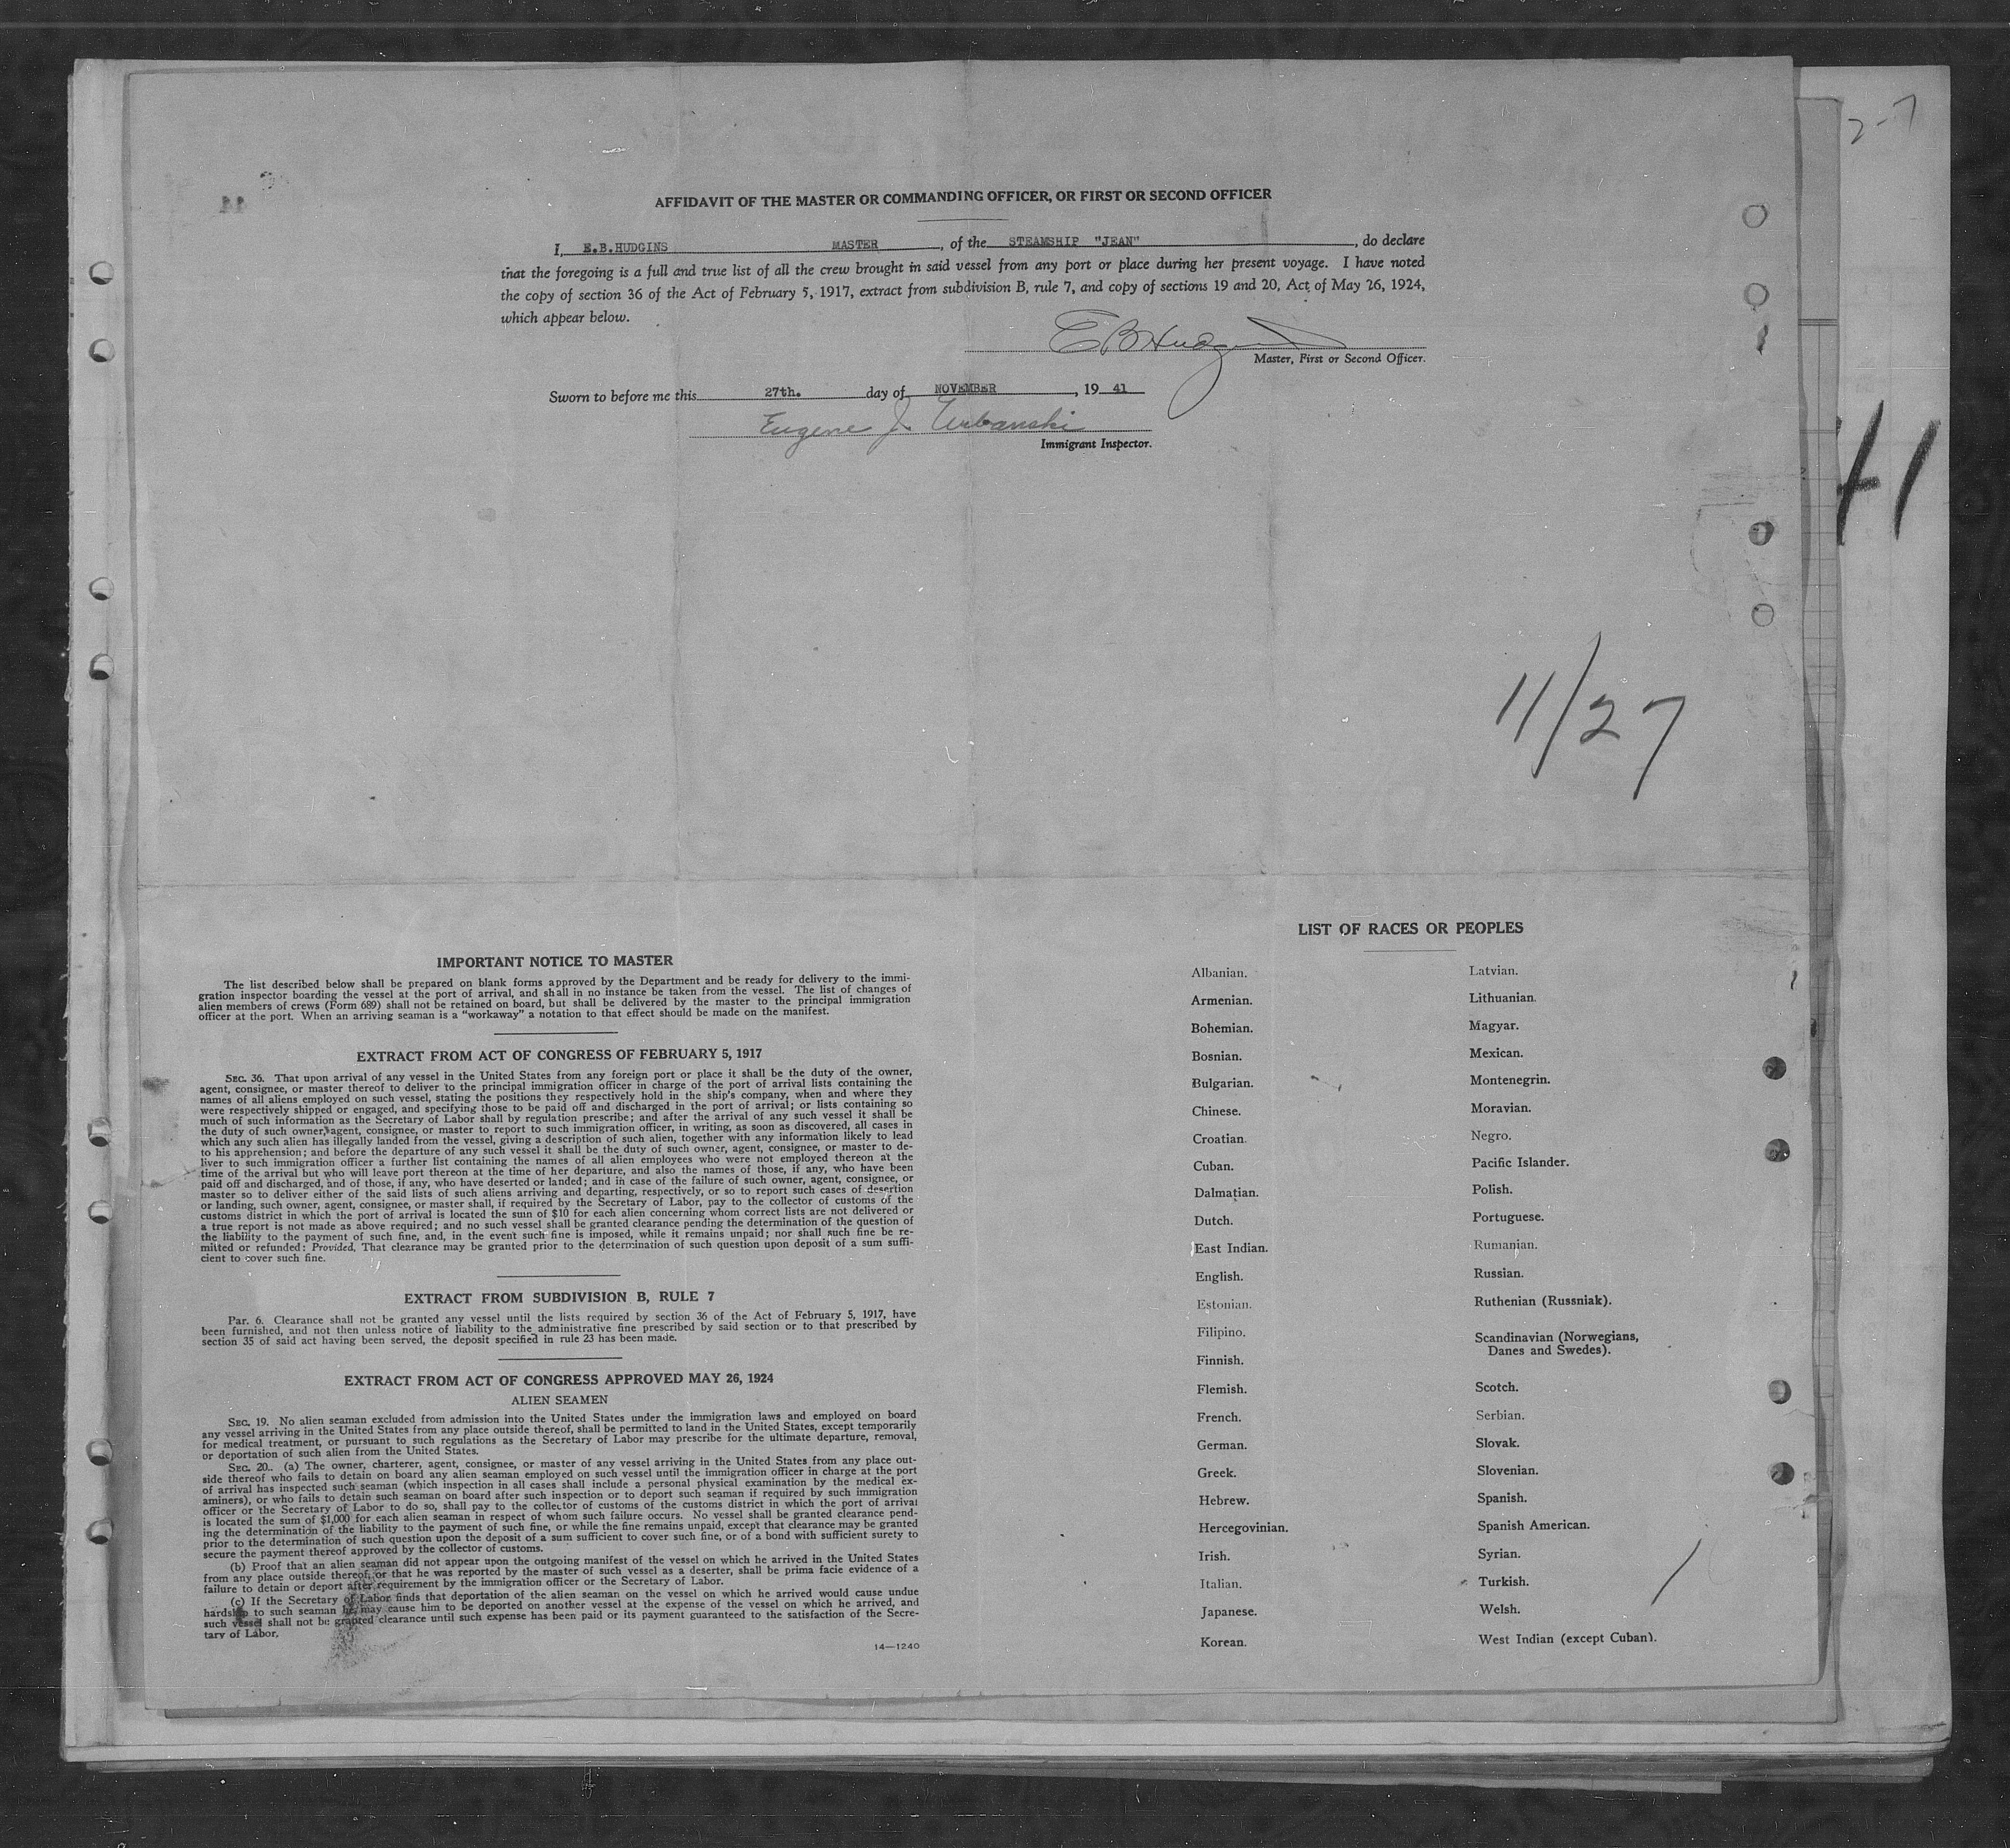 2-7
AFFIDAVIT OF THE MASTER OR COMMANDING OFFICER, OR FIRST OR SECOND OFFICER
I, E.B.HUDGINS MASTER, of the STEAMSHIP "JEAN", do declare
that the foregoing is a full and true list of all the crew brought in said vessel from any port or place during her present voyage. I have noted
the copy of section 36 of the Act of February 5, 1917, extract from subdivision B, rule 7, and copy of sections 19 and 20, Act of May 26, 1924,
which appear below.
E B Hudgins
Master, First or Second Officer.
Sworn to before me this 27th. day of NOVEMBER, 19 41
Eugene J. Urbanski
Immigrant Inspector.
41
11/27
IMPORTANT NOTICE TO MASTER
The list described below shall be prepared on blank forms approved by the Department and be ready for delivery to the immi-
gration inspector boarding the vessel at the port of arrival, and shall in no instance be taken from the vessel. The list of changes of
alien members of crews (Form 689) shall not be retained on board, but shall be delivered by the master to the principal immigration
officer at the port. When an arriving seaman is a "workaway" a notation to that effect should be made on the manifest.
EXTRACT FROM ACT OF CONGRESS OF FEBRUARY 5, 1917
SEC. 36. That upon arrival of any vessel in the United States from any foreign port or place it shall be the duty of the owner,
agent, consignee, or master thereof to deliver to the principal immigration officer in charge of the port of arrival lists containing the
names of all aliens employed on such vessel, stating the positions they respectively hold in the ship's company, when and where they
were respectively shipped or engaged, and specifying those to be paid off and discharged in the port of arrival; or lists containing so
much of such information as the Secretary of Labor shall by regulation prescribe; and after the arrival of any such vessel it shall be
the duty of such owner, agent, consignee, or master to report to such immigration officer, in writing, as soon as discovered, all cases in
which any such alien has illegally landed from the vessel, giving a description of such alien, together with any information likely to lead
to his apprehension; and before the departure of any such vessel it shall be the duty of such owner, agent, consignee, or master to de-
liver to such immigration officer a further list containing the names of all alien employees who were not employed thereon at the
time of the arrival but who will leave port thereon at the time of her departure, and also the names of those, if any, who have been
paid off and discharged, and of those, if any, who have deserted or landed; and in case of the failure of such owner, agent, consignee, or
master so to deliver either of the said lists of such aliens arriving and departing, respectively, or so to report such cases of desertion
or landing, such owner, agent, consignee, or master shall, if required by the Secretary of Labor, pay to the collector of customs of the
customs district in which the port of arrival is located the sum of $10 for each alien concerning whom correct lists are not delivered or
a true report is not made as above required; and no such vessel shall be granted clearance pending the determination of the question of
the liability to the payment of such fine, and, in the event such fine is imposed, while it remains unpaid; nor shall such fine be re-
mitted or refunded: Provided, That clearance may be granted prior to the determination of such question upon deposit of a sum suffi-
cient to cover such fine.
EXTRACT FROM SUBDIVISION B, RULE 7
Par. 6. Clearance shall not be granted any vessel until the lists required by section 36 of the Act of February 5, 1917, have
been furnished, and not then unless notice of liability to the administrative fine prescribed by said section or to that prescribed by
section 35 of said act having been served, the deposit specified in rule 23 has been made.
EXTRACT FROM ACT OF CONGRESS APPROVED MAY 26, 1924
ALIEN SEAMEN
SEC. 19. No alien seaman excluded from admission into the United States under the immigration laws and employed on board
any vessel arriving in the United States from any place outside thereof, shall be permitted to land in the United States, except temporarily
for medical treatment, or pursuant to such regulations as the Secretary of Labor may prescribe for the ultimate departure, removal,
or deportation of such alien from the United States.
SEC. 20. (a) The owner, charterer, agent, consignee, or master of any vessel arriving in the United States from any place out-
side thereof who fails to detain on board any alien seaman employed on such vessel until the immigration officer in charge at the port
of arrival has inspected such seaman (which inspection in all cases shall include a personal physical examination by the medical ex-
aminers), or who fails to detain such seaman on board after such inspection or to deport such seaman if required by such immigration
officer or the Secretary of Labor to do so, shall pay to the collector of customs of the customs district in which the port of arrival
is located the sum of $1,000 for each alien seaman in respect of whom such failure occurs. No vessel shall be granted clearance pend-
ing the determination of the liability to the payment of such fine, or while the fine remains unpaid, except that clearance may be granted
prior to the determination of such question upon the deposit of a sum sufficient to cover such fine, or of a bond with sufficient surety to
secure the payment thereof approved by the collector of customs.
(b) Proof that an alien seaman did not appear upon the outgoing manifest of the vessel on which he arrived in the United States
from any place outside thereof, or that he was reported by the master of such vessel as a deserter, shall be prima facie evidence of a
failure to detain or deport after requirement by the immigration officer or the Secretary of Labor.
(c) If the Secretary of Labor finds that deportation of the alien seaman on the vessel on which he arrived would cause undue
hardship to such seaman he may cause him to be deported on another vessel at the expense of the vessel on which he arrived, and
such vessel shall not be granted clearance until such expense has been paid or its payment guaranteed to the satisfaction of the Secre-
tary of Labor.
14—1240
LIST OF RACES OR PEOPLES
Albanian.
Armenian.
Bohemian.
Bosnian.
Bulgarian.
Chinese.
Croatian.
Cuban.
Dalmatian.
Dutch.
East Indian.
English.
Estonian.
Filipino.
Finnish.
Flemish.
French.
German.
Greek.
Hebrew.
Hercegovinian.
Irish.
Italian.
Japanese.
Korean.
Latvian.
Lithuanian.
Magyar.
Mexican.
Montenegrin.
Moravian.
Negro.
Pacific Islander.
Polish.
Portuguese.
Rumanian.
Russian.
Ruthenian (Russniak).
Scandinavian (Norwegians,
Danes and Swedes).
Scotch.
Serbian.
Slovak.
Slovenian.
Spanish.
Spanish American.
Syrian.
Turkish.
Welsh.
West Indian (except Cuban).